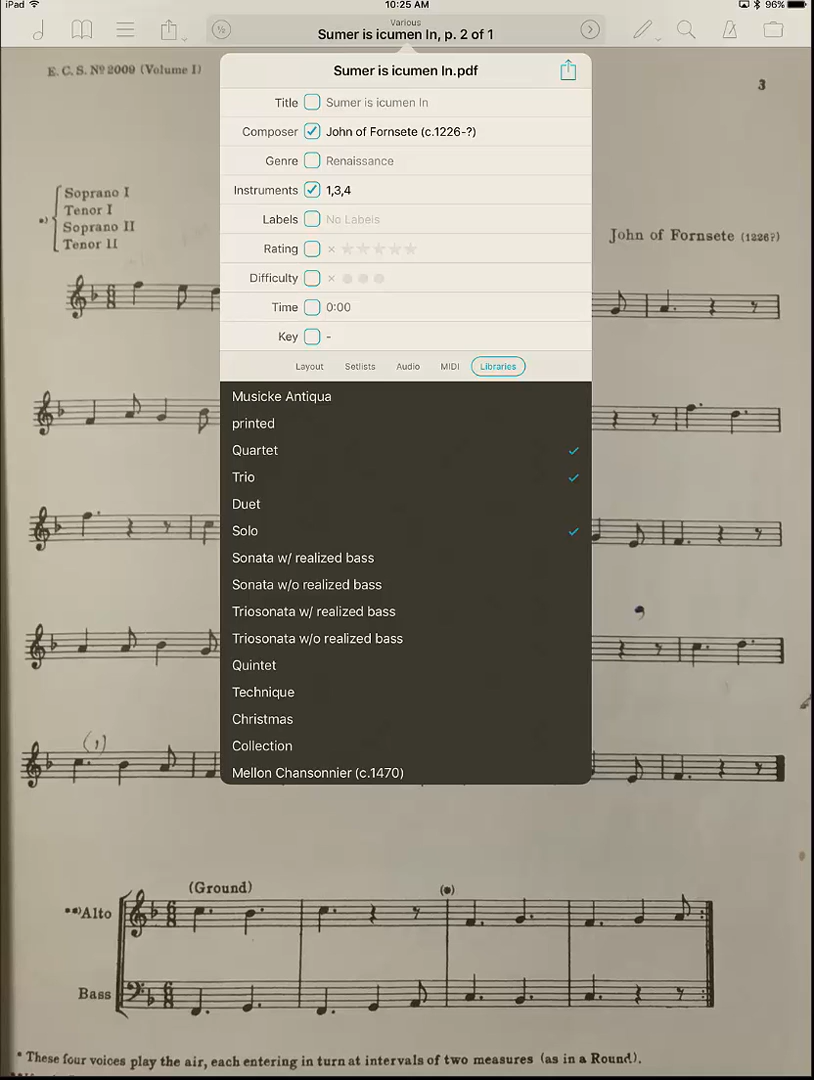 iPad
10:25 AM
96%
½
Various
Sumer is icumen In, p. 2 of 1
Sumer is icumen In.pdf
Title Sumer is icumen In
Composer John of Fornsete (c.1226-?)
Genre Renaissance
Instruments 1,3,4
Labels No Labels
Rating ×
Difficulty ×
Time 0:00
Key -
Layout Setlists Audio MIDI Libraries
Musicke Antiqua
printed
Quartet
Trio
Duet
Solo
Sonata w/ realized bass
Sonata w/o realized bass
Triosonata w/ realized bass
Triosonata w/o realized bass
Quintet
Technique
Christmas
Collection
Mellon Chansonnier (c.1470)
E. C. S. Nº 2009 (Volume I)
3
*) Soprano I
Tenor I
Soprano II
Tenor II
John of Fornsete (1226?)
(Ground)
**) Alto
Bass
* These four voices play the air, each entering in turn at intervals of two measures (as in a Round).